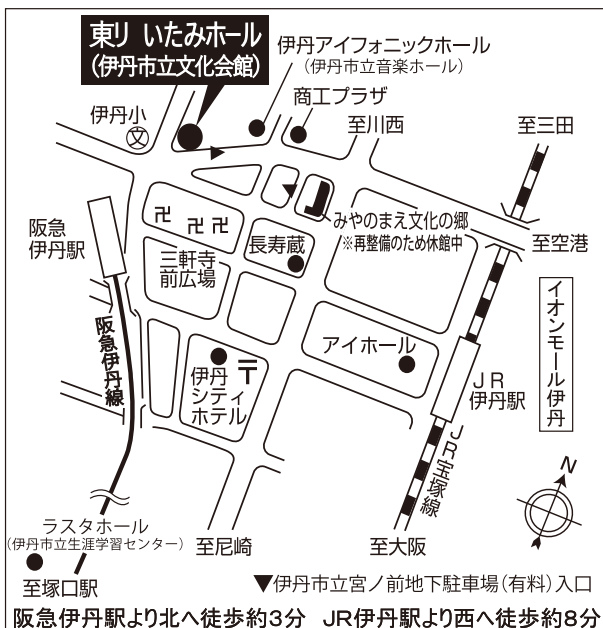 東リ いたみホール
(伊丹市立文化会館)
伊丹アイフォニックホール
(伊丹市立音楽ホール)
商工プラザ
伊丹小
文
至川西
至三田
みやのまえ文化の郷
※再整備のため休館中
阪急
伊丹駅
卍 卍 卍
長寿蔵
至空港
三軒寺
前広場
イオンモール伊丹
阪急伊丹線
アイホール
伊丹
シティ
ホテル
〒
JR
伊丹駅
JR宝塚線
N
ラスタホール
(伊丹市立生涯学習センター)
至尼崎
至大阪
至塚口駅
▼伊丹市立宮ノ前地下駐車場(有料)入口
阪急伊丹駅より北へ徒歩約3分 JR伊丹駅より西へ徒歩約8分